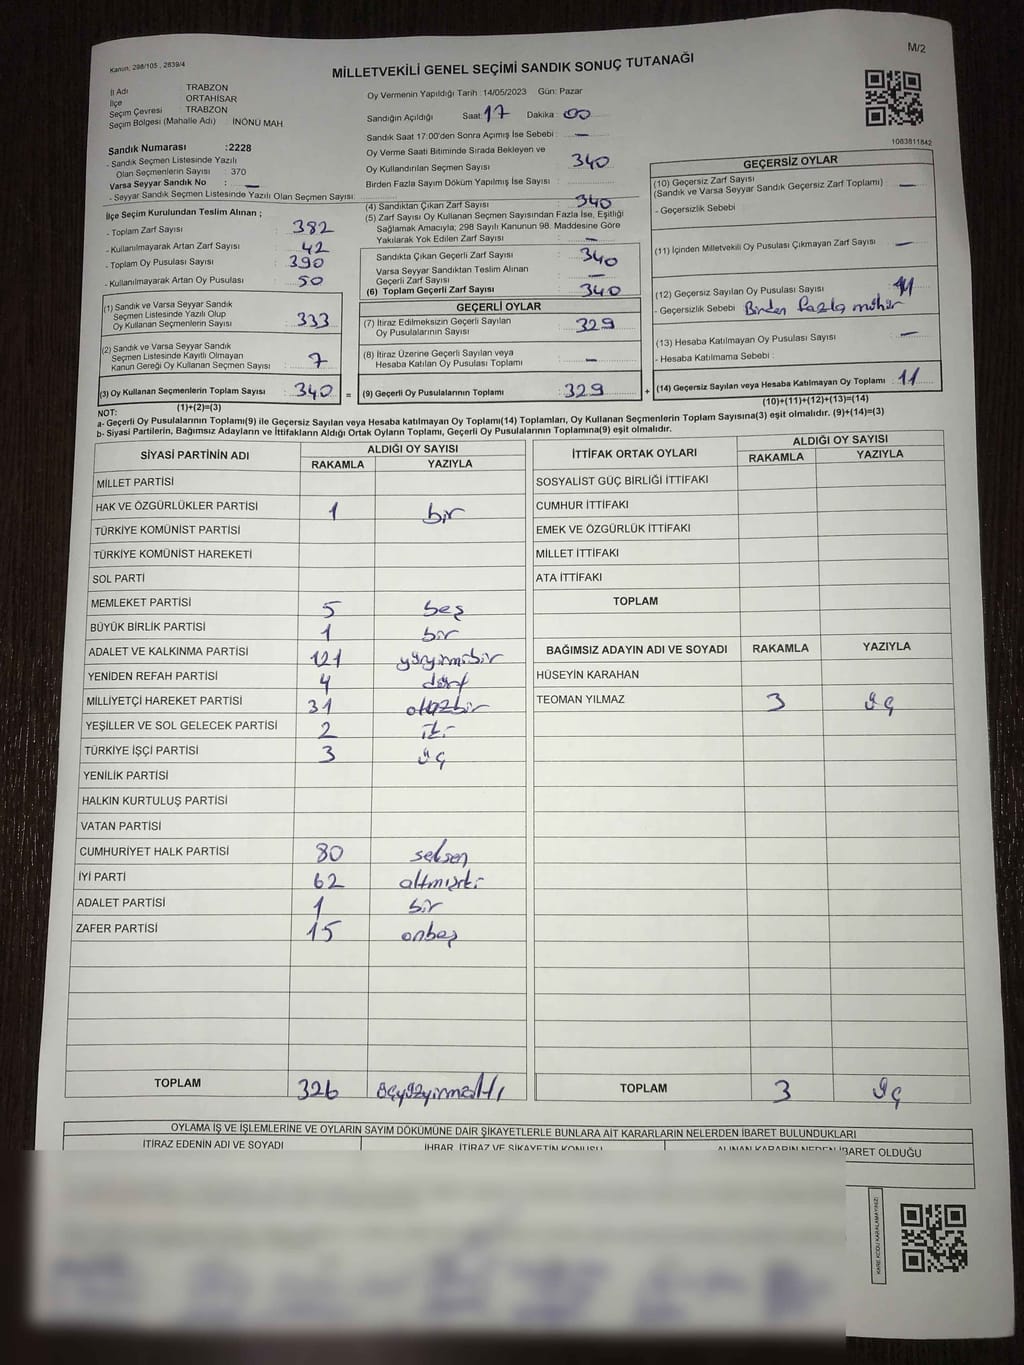 Kanun, 298/105 , 2839/4
M/2
MİLLETVEKİLİ GENEL SEÇİMİ SANDIK SONUÇ TUTANAĞI
İl Adı TRABZON
İlçe ORTAHİSAR
Seçim Çevresi TRABZON
Seçim Bölgesi (Mahalle Adı) : İNÖNÜ MAH
Sandık Numarası :2228
- Sandık Seçmen Listesinde Yazılı
Olan Seçmenlerin Sayısı : 370
Varsa Seyyar Sandık No : —
- Seyyar Sandık Seçmen Listesinde Yazılı Olan Seçmen Sayısı:
Oy Vermenin Yapıldığı Tarih : 14/05/2023 Gün: Pazar
Sandığın Açıldığı Saat : 17 Dakika : 00
Sandık Saat 17:00'den Sonra Açımış İse Sebebi : —
Oy Verme Saati Bitiminde Sırada Bekleyen ve
Oy Kullandırılan Seçmen Sayısı : 340
Birden Fazla Sayım Döküm Yapılmış İse Sayısı :
(4) Sandıktan Çıkan Zarf Sayısı : 340
(5) Zarf Sayısı Oy Kullanan Seçmen Sayısından Fazla İse, Eşitliği
Sağlamak Amacıyla; 298 Sayılı Kanunun 98. Maddesine Göre
Yakılarak Yok Edilen Zarf Sayısı : —
1083811842
İlçe Seçim Kurulundan Teslim Alınan ;
- Toplam Zarf Sayısı : 382
- Kullanılmayarak Artan Zarf Sayısı : 42
- Toplam Oy Pusulası Sayısı : 390
- Kullanılmayarak Artan Oy Pusulası : 50
(1) Sandık ve Varsa Seyyar Sandık
Seçmen Listesinde Yazılı Olup
Oy Kullanan Seçmenlerin Sayısı : 333
(2) Sandık ve Varsa Seyyar Sandık
Seçmen Listesinde Kayıtlı Olmayan
Kanun Gereği Oy Kullanan Seçmen Sayısı : 7
(3) Oy Kullanan Seçmenlerin Toplam Sayısı : 340 =
(1)+(2)=(3)
Sandıkta Çıkan Geçerli Zarf Sayısı : 340
Varsa Seyyar Sandıktan Teslim Alınan
Geçerli Zarf Sayısı : —
(6) Toplam Geçerli Zarf Sayısı : 340
GEÇERLİ OYLAR
(7) İtiraz Edilmeksizin Geçerli Sayılan
Oy Pusulalarının Sayısı : 329
(8) İtiraz Üzerine Geçerli Sayılan veya
Hesaba Katılan Oy Pusulası Toplamı : —
(9) Geçerli Oy Pusulalarının Toplamı : 329 +
GEÇERSİZ OYLAR
(10) Geçersiz Zarf Sayısı
(Sandık ve Varsa Seyyar Sandık Geçersiz Zarf Toplamı) : —
- Geçersizlik Sebebi :
(11) İçinden Milletvekili Oy Pusulası Çıkmayan Zarf Sayısı : —
(12) Geçersiz Sayılan Oy Pusulası Sayısı : 11
- Geçersizlik Sebebi : Birden fazla mühür
(13) Hesaba Katılmayan Oy Pusulası Sayısı : —
- Hesaba Katılmama Sebebi :
(14) Geçersiz Sayılan veya Hesaba Katılmayan Oy Toplamı : 11
(10)+(11)+(12)+(13)=(14)
NOT:
a- Geçerli Oy Pusulalarının Toplamı(9) ile Geçersiz Sayılan veya Hesaba katılmayan Oy Toplamı(14) Toplamları, Oy Kullanan Seçmenlerin Toplam Sayısına(3) eşit olmalıdır. (9)+(14)=(3)
b- Siyasi Partilerin, Bağımsız Adayların ve İttifakların Aldığı Ortak Oyların Toplamı, Geçerli Oy Pusulalarının Toplamına(9) eşit olmalıdır.
SİYASİ PARTİNİN ADI ALDIĞI OY SAYISI
RAKAMLA YAZIYLA
MİLLET PARTİSİ
HAK VE ÖZGÜRLÜKLER PARTİSİ 1 bir
TÜRKİYE KOMÜNİST PARTİSİ
TÜRKİYE KOMÜNİST HAREKETİ
SOL PARTİ
MEMLEKET PARTİSİ 5 beş
BÜYÜK BİRLİK PARTİSİ 1 bir
ADALET VE KALKINMA PARTİSİ 121 yüzyirmibir
YENİDEN REFAH PARTİSİ 4 dört
MİLLİYETÇİ HAREKET PARTİSİ 31 otuzbir
YEŞİLLER VE SOL GELECEK PARTİSİ 2 iki
TÜRKİYE İŞÇİ PARTİSİ 3 üç
YENİLİK PARTİSİ
HALKIN KURTULUŞ PARTİSİ
VATAN PARTİSİ
CUMHURİYET HALK PARTİSİ 80 seksen
İYİ PARTİ 62 altmışiki
ADALET PARTİSİ 1 bir
ZAFER PARTİSİ 15 onbeş
TOPLAM 326 üçyüzyirmialtı
İTTİFAK ORTAK OYLARI ALDIĞI OY SAYISI
RAKAMLA YAZIYLA
SOSYALİST GÜÇ BİRLİĞİ İTTİFAKI
CUMHUR İTTİFAKI
EMEK VE ÖZGÜRLÜK İTTİFAKI
MİLLET İTTİFAKI
ATA İTTİFAKI
TOPLAM
BAĞIMSIZ ADAYIN ADI VE SOYADI RAKAMLA YAZIYLA
HÜSEYİN KARAHAN
TEOMAN YILMAZ 3 üç
TOPLAM 3 üç
OYLAMA İŞ VE İŞLEMLERİNE VE OYLARIN SAYIM DÖKÜMÜNE DAİR ŞİKAYETLERLE BUNLARA AİT KARARLARIN NELERDEN İBARET BULUNDUKLARI
İTİRAZ EDENİN ADI VE SOYADI İHBAR, İTİRAZ VE ŞİKAYETİN KONUSU ALINAN KARARIN NEDEN İBARET OLDUĞU
KARE KODU KARALAMAYINIZ!